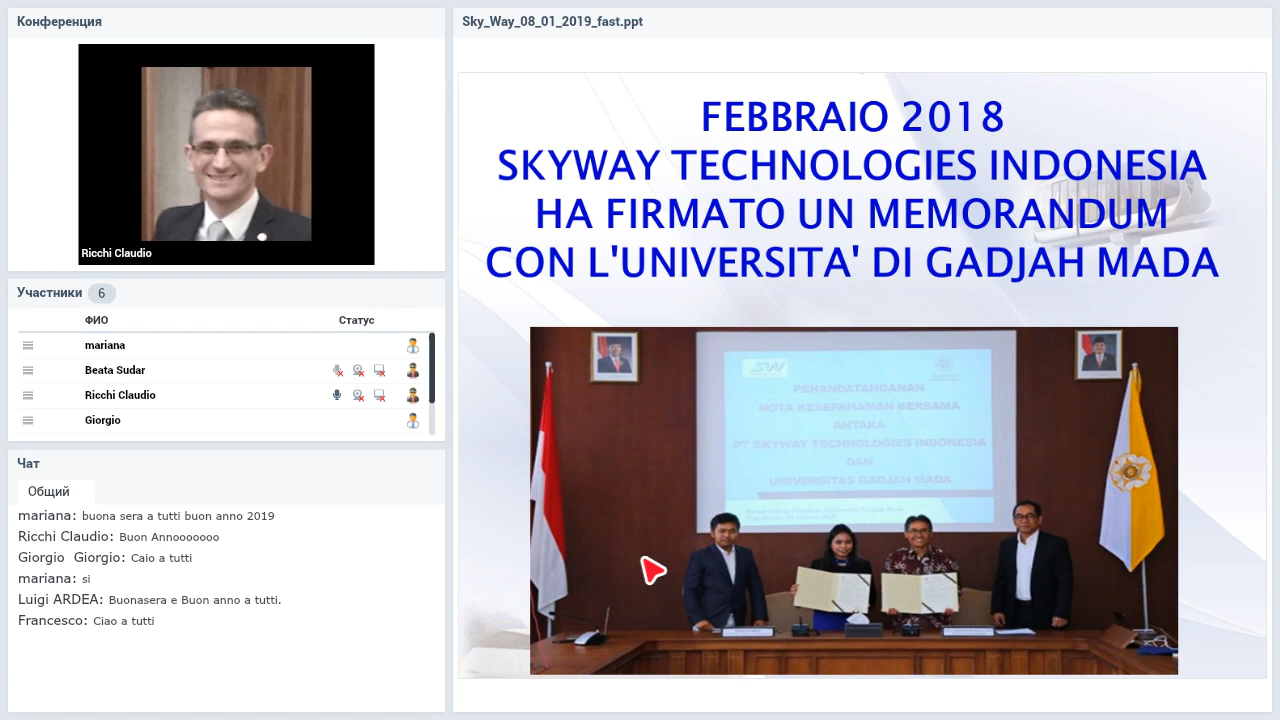 Конференция
Ricchi Claudio
Участники 6
ФИО Статус
mariana
Beata Sudar
Ricchi Claudio
Giorgio
Чат
Общий
mariana: buona sera a tutti buon anno 2019
Ricchi Claudio: Buon Annooooooo
Giorgio Giorgio: Caio a tutti
mariana: si
Luigi ARDEA: Buonasera e Buon anno a tutti.
Francesco: Ciao a tutti
Sky_Way_08_01_2019_fast.ppt
FEBBRAIO 2018
SKYWAY TECHNOLOGIES INDONESIA
HA FIRMATO UN MEMORANDUM
CON L'UNIVERSITA' DI GADJAH MADA
PENANDATANGANAN
NOTA KESEPAHAMAN BERSAMA
ANTARA
PT SKYWAY TECHNOLOGIES INDONESIA
DAN
UNIVERSITAS GADJAH MADA